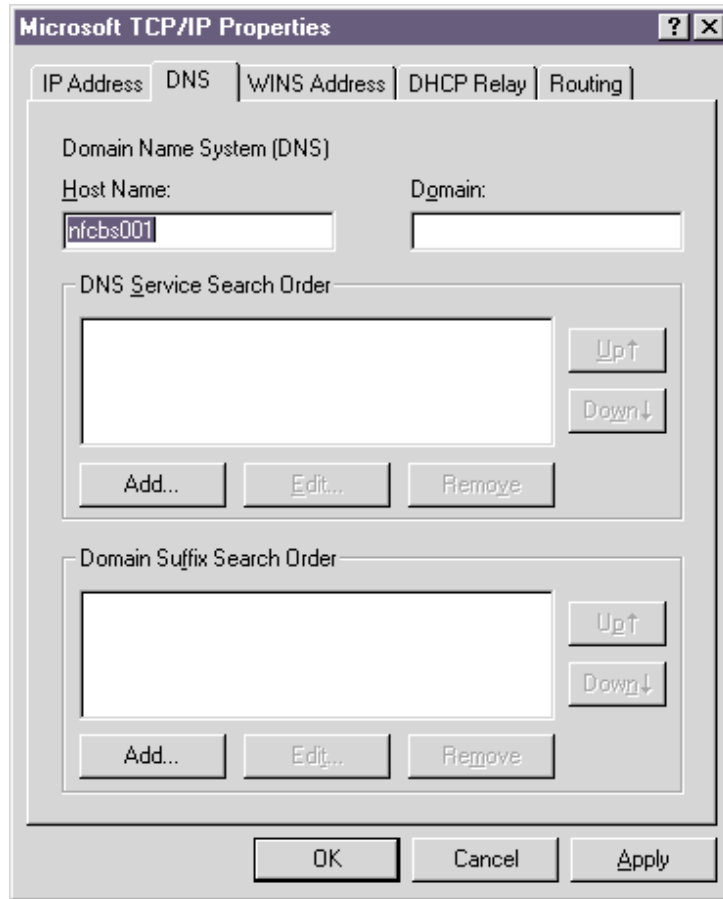 Microsoft TCP/IP Properties
IP Address DNS WINS Address DHCP Relay Routing
Domain Name System (DNS)
Host Name: Domain:
nfcbs001
DNS Service Search Order
Up↑
Down↓
Add... Edit... Remove
Domain Suffix Search Order
Up↑
Down↓
Add... Edit... Remove
OK Cancel Apply